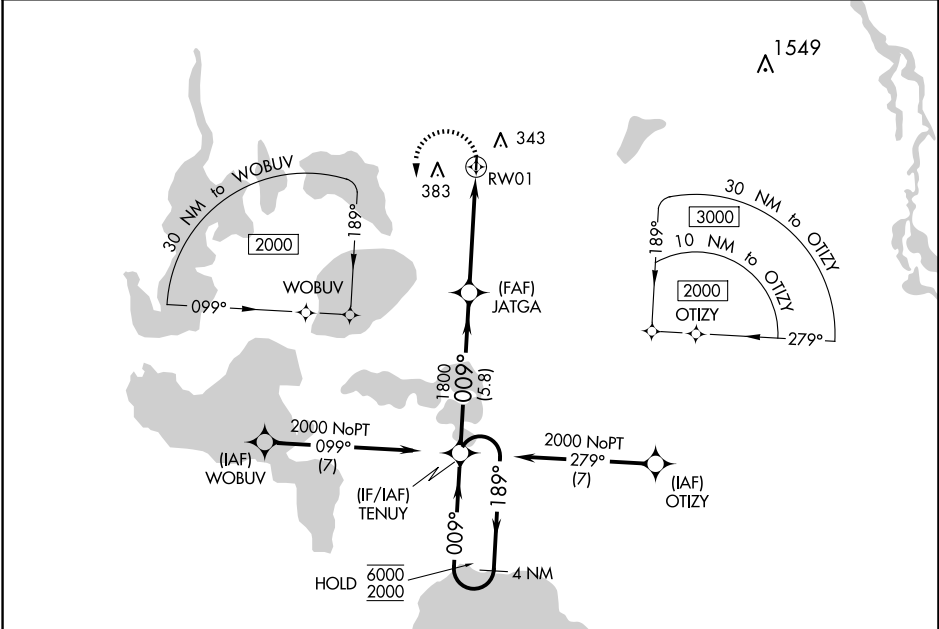 1549
343
383
RW01
30 NM to WOBUV
2000
189°
099°
WOBUV
(FAF)
JATGA
30 NM to OTIZY
3000
10 NM to OTIZY
2000
189°
OTIZY
279°
1800
009°
(5.8)
2000 NoPT
099°
(7)
(IAF)
WOBUV
2000 NoPT
279°
(7)
(IAF)
OTIZY
(IF/IAF)
TENUY
009°
189°
HOLD
6000
2000
4 NM